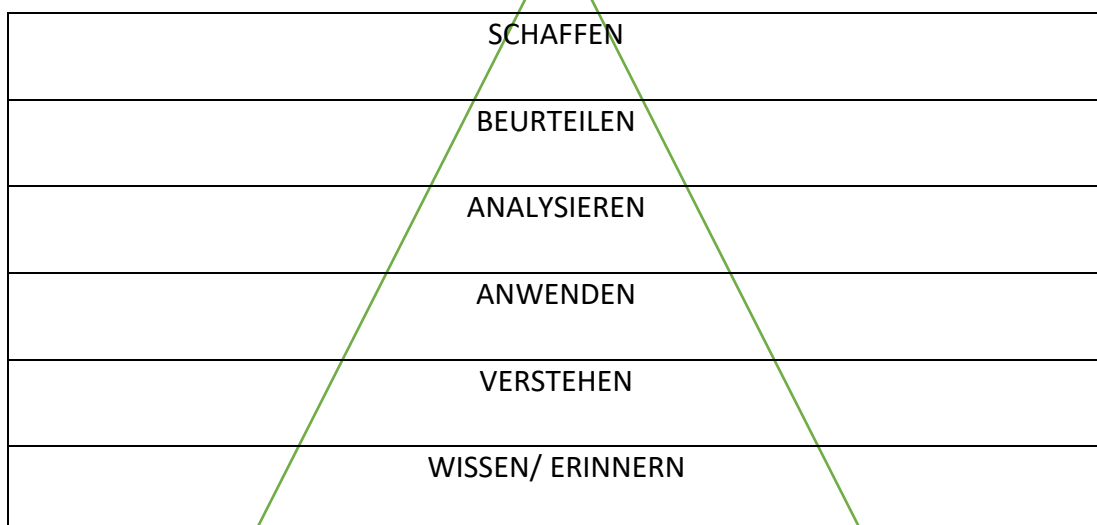 SCHAFFEN
BEURTEILEN
ANALYSIEREN
ANWENDEN
VERSTEHEN
WISSEN/ ERINNERN